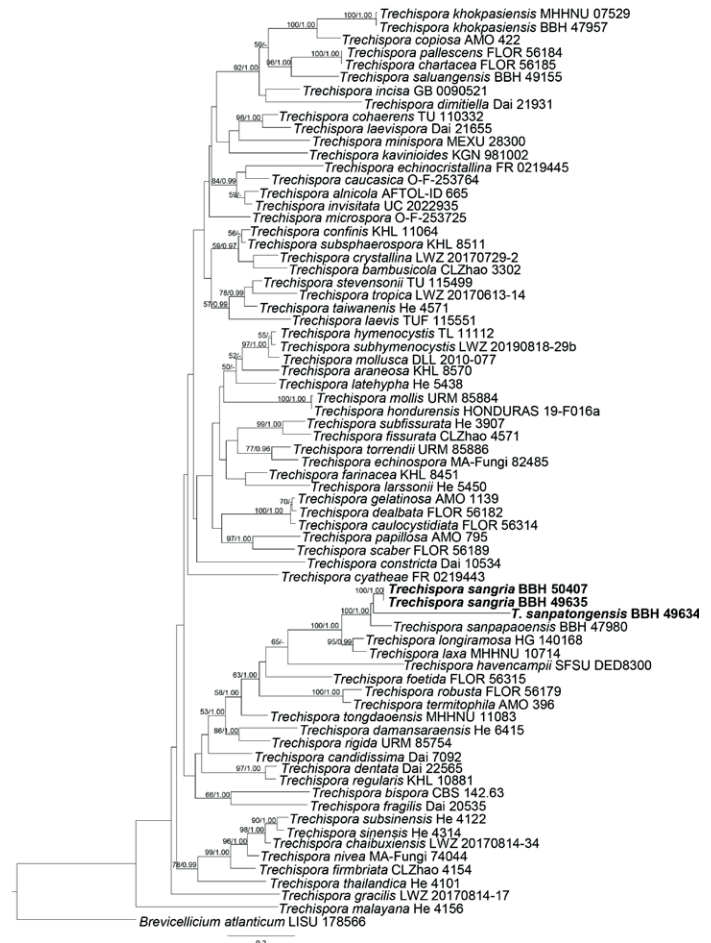 100/1.00 Trechispora khokpasiensis MHHNU 07529
100/1.00 Trechispora khokpasiensis BBH 47957
Trechispora copiosa AMO 422
59/-
100/1.00 Trechispora pallescens FLOR 56184
96/1.00 Trechispora chartacea FLOR 56185
92/1.00 Trechispora saluangensis BBH 49155
Trechispora incisa GB 0090521
Trechispora dimitiella Dai 21931
Trechispora cohaerens TU 110332
98/1.00 Trechispora laevispora Dai 21655
Trechispora minispora MEXU 28300
Trechispora kavinioides KGN 981002
Trechispora echinocristallina FR 0219445
84/0.99 Trechispora caucasica O-F-253764
Trechispora alnicola AFTOL-ID 665
59/- Trechispora invisitata UC 2022935
Trechispora microspora O-F-253725
56/- Trechispora confinis KHL 11064
59/0.97 Trechispora subsphaerospora KHL 8511
Trechispora crystallina LWZ 20170729-2
Trechispora bambusicola CLZhao 3302
Trechispora stevensonii TU 115499
78/0.99 Trechispora tropica LWZ 20170613-14
57/0.99 Trechispora taiwanenis He 4571
Trechispora laevis TUF 115551
55/- Trechispora hymenocystis TL 11112
97/1.00 Trechispora subhymenocystis LWZ 20190818-29b
52/- Trechispora mollusca DLL 2010-077
50/- Trechispora araneosa KHL 8570
Trechispora latehypha He 5438
100/1.00 Trechispora mollis URM 85884
Trechispora hondurensis HONDURAS 19-F016a
99/1.00 Trechispora subfissurata He 3907
Trechispora fissurata CLZhao 4571
77/0.96 Trechispora torrendii URM 85886
Trechispora echinospora MA-Fungi 82485
Trechispora farinacea KHL 8451
Trechispora larssonii He 5450
70/- Trechispora gelatinosa AMO 1139
100/1.00 Trechispora dealbata FLOR 56182
Trechispora caulocystidiata FLOR 56314
97/1.00 Trechispora papillosa AMO 795
Trechispora scaber FLOR 56189
Trechispora constricta Dai 10534
Trechispora cyatheae FR 0219443
100/1.00 Trechispora sangria BBH 50407
Trechispora sangria BBH 49635
100/1.00 T. sanpatongensis BBH 49634
100/1.00 Trechispora sanpapaoensis BBH 47980
Trechispora longiramosa HG 140168
65/- 95/0.99 Trechispora laxa MHHNU 10714
Trechispora havencampii SFSU DED8300
63/1.00 Trechispora foetida FLOR 56315
100/1.00 Trechispora robusta FLOR 56179
58/1.00 Trechispora termitophila AMO 396
Trechispora tongdaoensis MHHNU 11083
53/1.00 86/1.00 Trechispora damansaraensis He 6415
Trechispora rigida URM 85754
Trechispora candidissima Dai 7092
97/1.00 Trechispora dentata Dai 22565
Trechispora regularis KHL 10881
66/1.00 Trechispora bispora CBS 142.63
Trechispora fragilis Dai 20535
90/1.00 Trechispora subsinensis He 4122
98/1.00 Trechispora sinensis He 4314
96/1.00 Trechispora chaibuxiensis LWZ 20170814-34
99/1.00 Trechispora nivea MA-Fungi 74044
78/0.99 Trechispora firmbriata CLZhao 4154
Trechispora thailandica He 4101
Trechispora gracilis LWZ 20170814-17
Trechispora malayana He 4156
Brevicellicium atlanticum LISU 178566